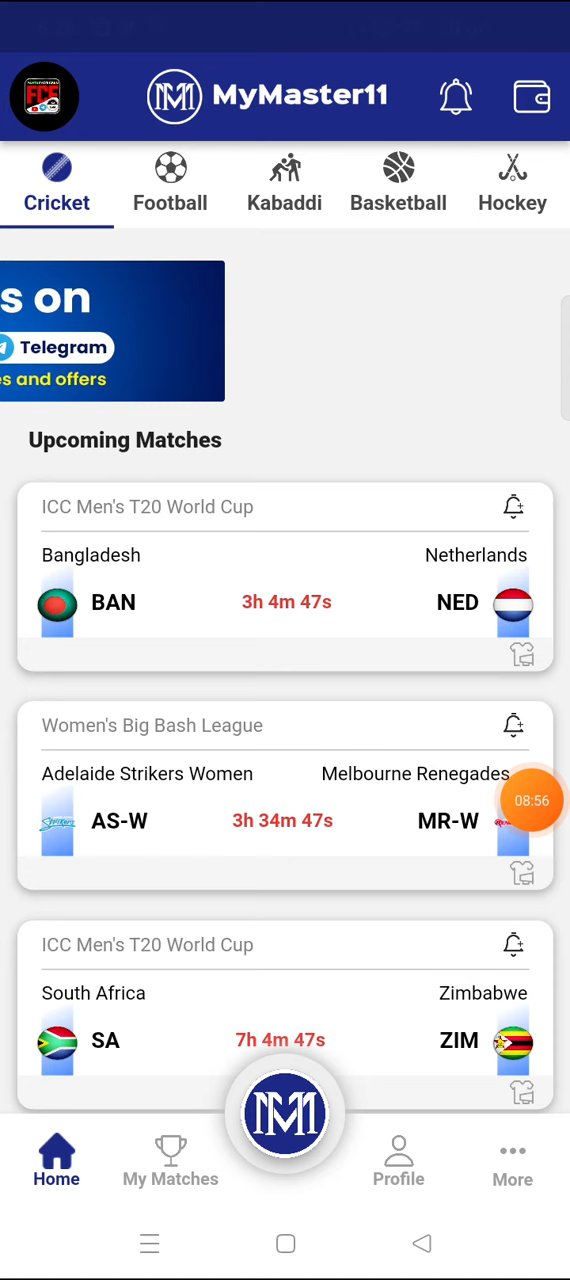 FCF
MyMaster11
Cricket
Football
Kabaddi
Basketball
Hockey
s on
Telegram
es and offers
Upcoming Matches
ICC Men's T20 World Cup
Bangladesh
Netherlands
BAN
3h 4m 47s
NED
Women's Big Bash League
Adelaide Strikers Women
Melbourne Renegades
AS-W
3h 34m 47s
MR-W
08:56
ICC Men's T20 World Cup
South Africa
Zimbabwe
SA
7h 4m 47s
ZIM
Home
My Matches
Profile
More